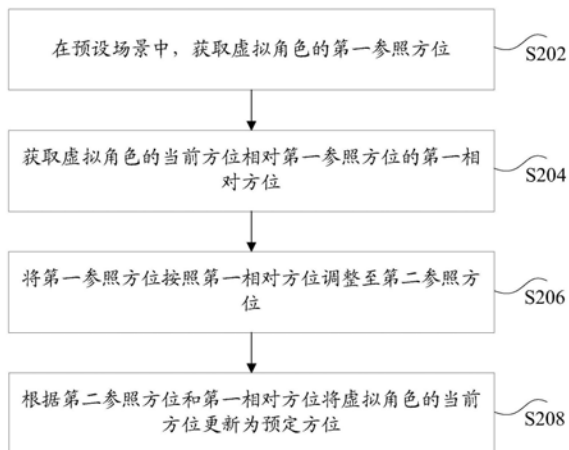 在预设场景中，获取虚拟角色的第一参照方位
S202
获取虚拟角色的当前方位相对第一参照方位的第一相
对方位
S204
将第一参照方位按照第一相对方位调整至第二参照方
位
S206
根据第二参照方位和第一相对方位将虚拟角色的当前
方位更新为预定方位
S208